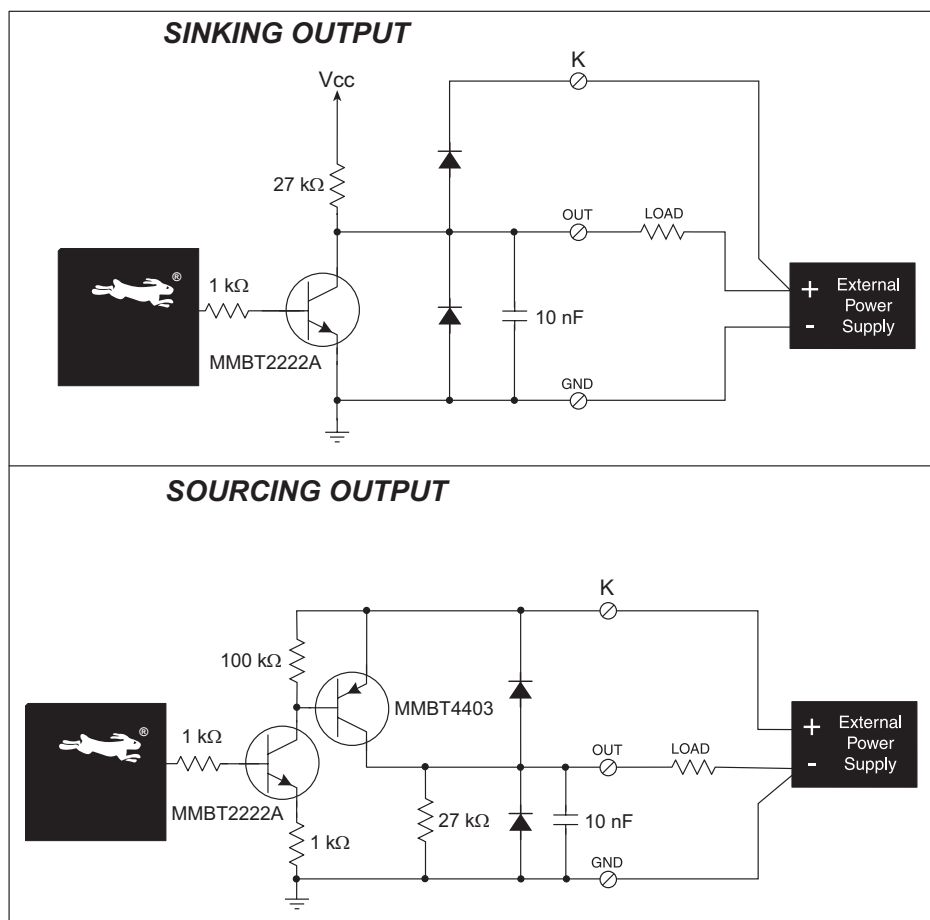 SINKING OUTPUT
Vcc
K
27 kΩ
OUT
LOAD
®
1 kΩ
MMBT2222A
10 nF
+ External
Power
- Supply
GND
SOURCING OUTPUT
K
100 kΩ
MMBT4403
®
1 kΩ
MMBT2222A
1 kΩ
27 kΩ
10 nF
OUT
LOAD
+ External
Power
- Supply
GND